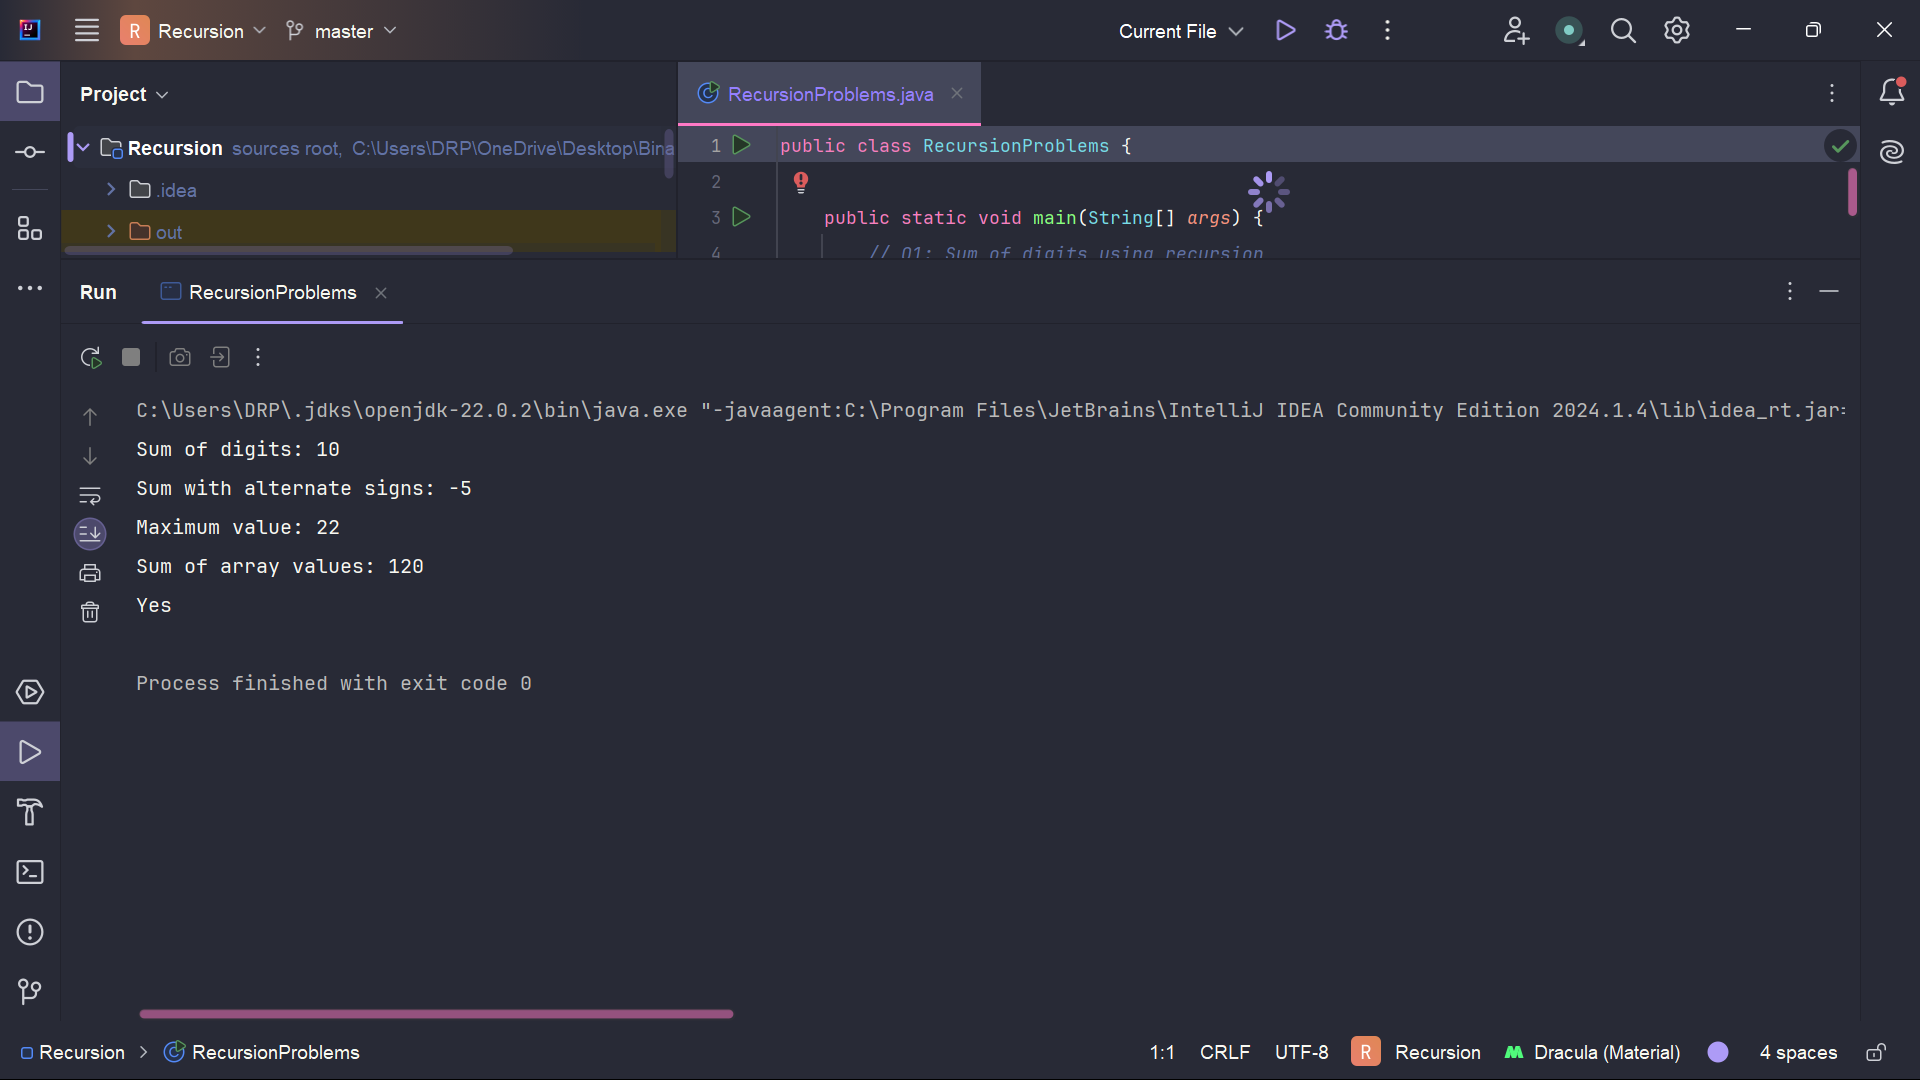 R Recursion master Current File
Project
RecursionProblems.java
Recursion sources root, C:\Users\DRP\OneDrive\Desktop\Bina
.idea
out
1 public class RecursionProblems {
2
3 public static void main(String[] args) {
4 // Q1: Sum of digits using recursion
Run RecursionProblems
C:\Users\DRP\.jdks\openjdk-22.0.2\bin\java.exe "-javaagent:C:\Program Files\JetBrains\IntelliJ IDEA Community Edition 2024.1.4\lib\idea_rt.jar=
Sum of digits: 10
Sum with alternate signs: -5
Maximum value: 22
Sum of array values: 120
Yes
Process finished with exit code 0
Recursion > RecursionProblems 1:1 CRLF UTF-8 R Recursion Dracula (Material) 4 spaces